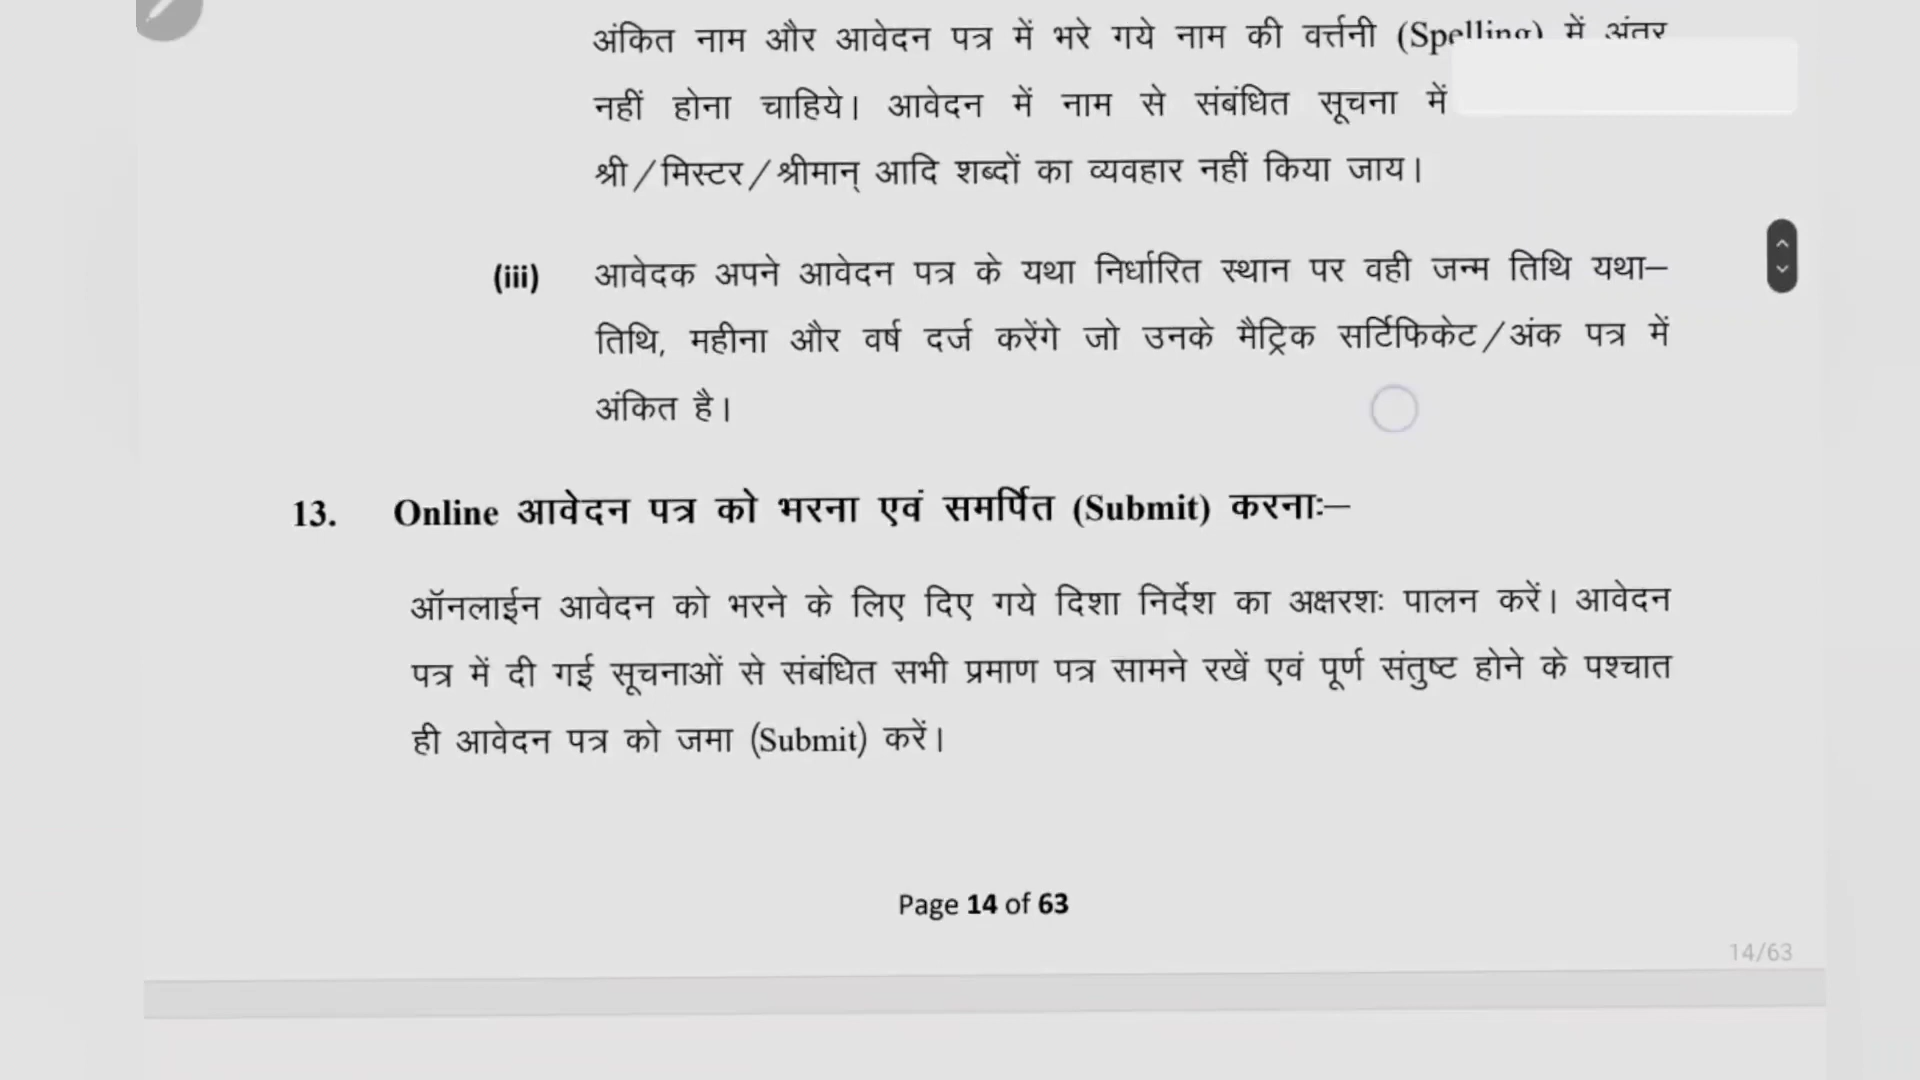 अंकित नाम और आवेदन पत्र में भरे गये नाम की वर्त्तनी (Spelling) में अंतर
नहीं होना चाहिये। आवेदन में नाम से संबंधित सूचना में
श्री/मिस्टर/श्रीमान् आदि शब्दों का व्यवहार नहीं किया जाय।
(iii) आवेदक अपने आवेदन पत्र के यथा निर्धारित स्थान पर वही जन्म तिथि यथा–
तिथि, महीना और वर्ष दर्ज करेंगे जो उनके मैट्रिक सर्टिफिकेट/अंक पत्र में
अंकित है।
13. Online आवेदन पत्र को भरना एवं समर्पित (Submit) करनाः–
ऑनलाईन आवेदन को भरने के लिए दिए गये दिशा निर्देश का अक्षरशः पालन करें। आवेदन
पत्र में दी गई सूचनाओं से संबंधित सभी प्रमाण पत्र सामने रखें एवं पूर्ण संतुष्ट होने के पश्चात
ही आवेदन पत्र को जमा (Submit) करें।
Page 14 of 63
14/63